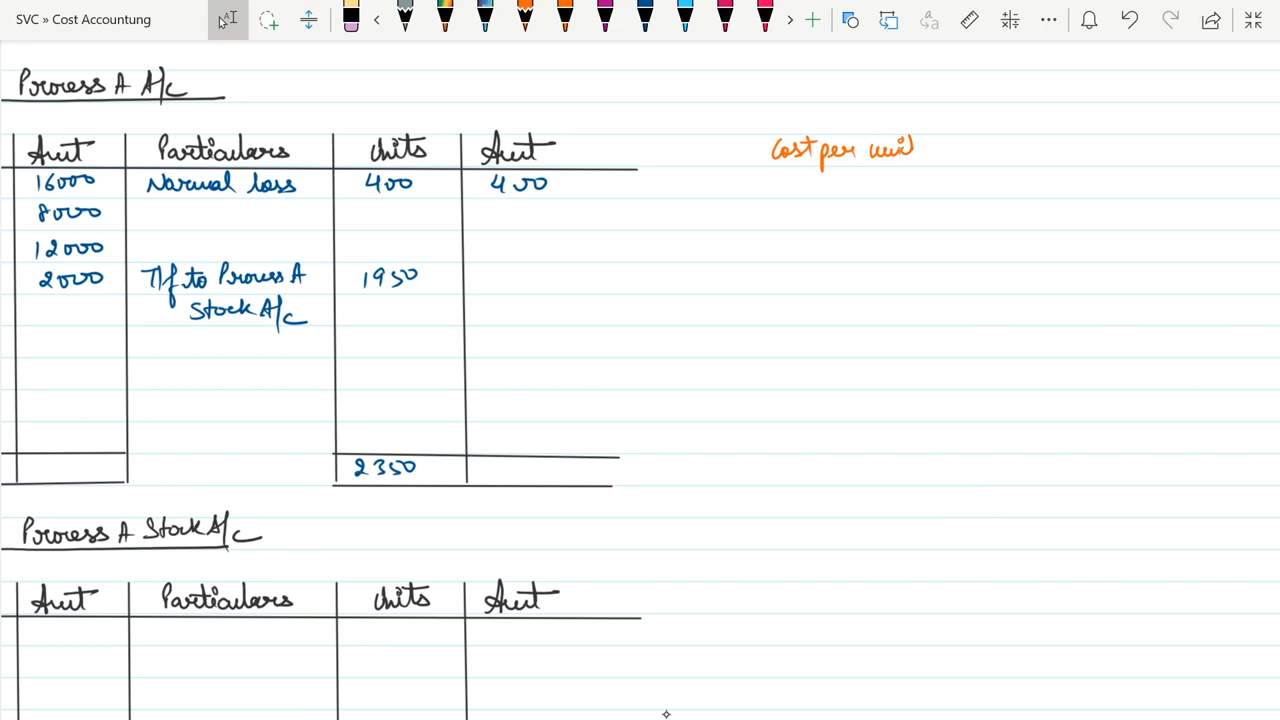 SVC » Cost Accountung
Process A A/c
Amt Particulars Units Amt
Cost per unit
16000 Normal loss 400 400
8000
12000
2000 T/f to Process A 1950
Stock A/c
2350
Process A Stock A/c
Amt Particulars Units Amt